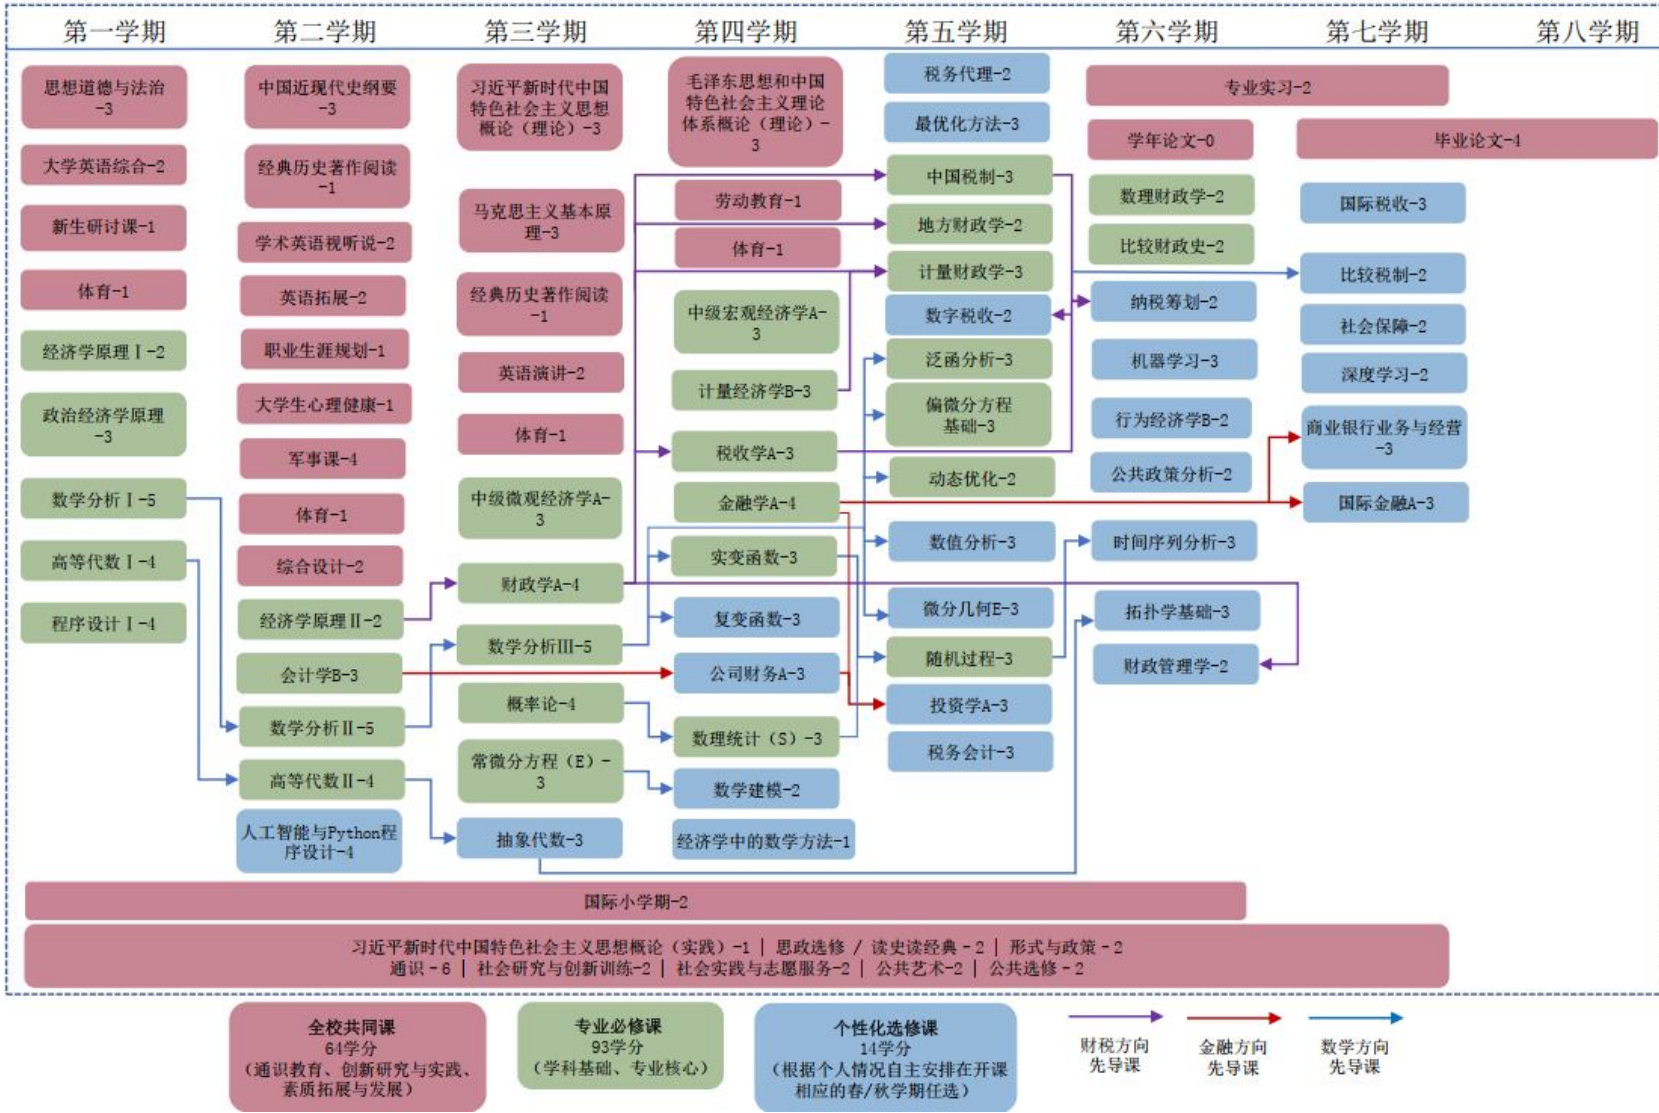 第一学期
第二学期
第三学期
第四学期
第五学期
第六学期
第七学期
第八学期
思想道德与法治
-3
大学英语综合-2
新生研讨课-1
体育-1
经济学原理Ⅰ-2
政治经济学原理
-3
数学分析Ⅰ-5
高等代数Ⅰ-4
程序设计Ⅰ-4
中国近现代史纲要
-3
经典历史著作阅读
-1
学术英语视听说-2
英语拓展-2
职业生涯规划-1
大学生心理健康-1
军事课-4
体育-1
综合设计-2
经济学原理Ⅱ-2
会计学B-3
数学分析Ⅱ-5
高等代数Ⅱ-4
人工智能与Python程
序设计-4
习近平新时代中国
特色社会主义思想
概论（理论）-3
马克思主义基本原
理-3
经典历史著作阅读
-1
英语演讲-2
体育-1
中级微观经济学A-
3
财政学A-4
数学分析Ⅲ-5
概率论-4
常微分方程（E）-
3
抽象代数-3
毛泽东思想和中国
特色社会主义理论
体系概论（理论）-
3
劳动教育-1
体育-1
中级宏观经济学A-
3
计量经济学B-3
税收学A-3
金融学A-4
实变函数-3
复变函数-3
公司财务A-3
数理统计（S）-3
数学建模-2
经济学中的数学方法-1
税务代理-2
最优化方法-3
中国税制-3
地方财政学-2
计量财政学-3
数字税收-2
泛函分析-3
偏微分方程
基础-3
动态优化-2
数值分析-3
微分几何E-3
随机过程-3
投资学A-3
税务会计-3
专业实习-2
学年论文-0
数理财政学-2
比较财政史-2
纳税筹划-2
机器学习-3
行为经济学B-2
公共政策分析-2
时间序列分析-3
拓扑学基础-3
财政管理学-2
毕业论文-4
国际税收-3
比较税制-2
社会保障-2
深度学习-2
商业银行业务与经营
-3
国际金融A-3
国际小学期-2
习近平新时代中国特色社会主义思想概论（实践）-1 | 思政选修 / 读史读经典 - 2 | 形式与政策 - 2
通识 - 6 | 社会研究与创新训练-2 | 社会实践与志愿服务-2 | 公共艺术-2 | 公共选修 - 2
全校共同课
64学分
（通识教育、创新研究与实践、
素质拓展与发展）
专业必修课
93学分
（学科基础、专业核心）
个性化选修课
14学分
（根据个人情况自主安排在开课
相应的春/秋学期任选）
财税方向
先导课
金融方向
先导课
数学方向
先导课